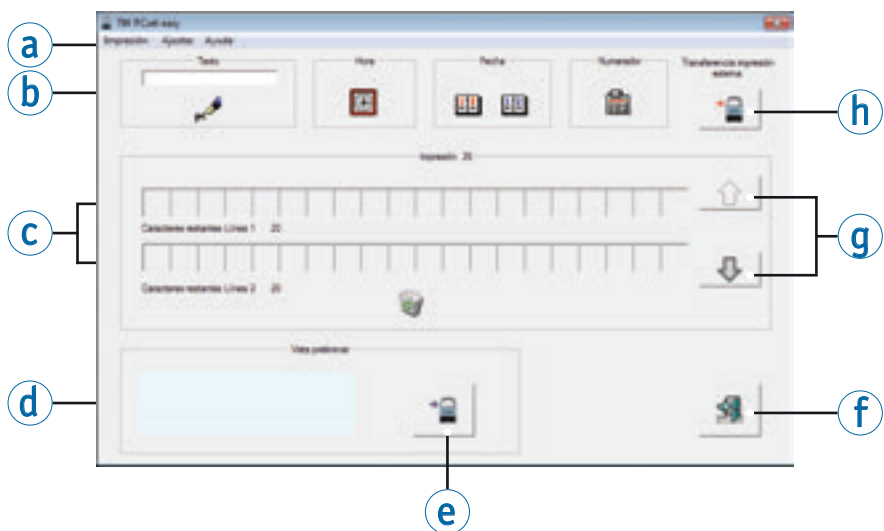 TM PCset easy
a
Impresión Ajustes Ayuda
b
Texto
Hora
Fecha
Numerador
Transferencia impresión
externa
h
Impresión 20
c
Caracteres restantes Línea 1 20
g
Caracteres restantes Línea 2 20
Vista preliminar
d
f
e